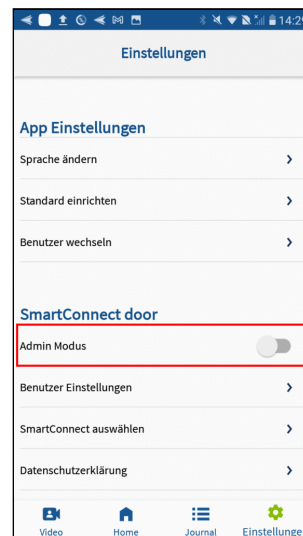 14:29
Einstellungen
App Einstellungen
Sprache ändern
Standard einrichten
Benutzer wechseln
SmartConnect door
Admin Modus
Benutzer Einstellungen
SmartConnect auswählen
Datenschutzerklärung
Video Home Journal Einstellunge